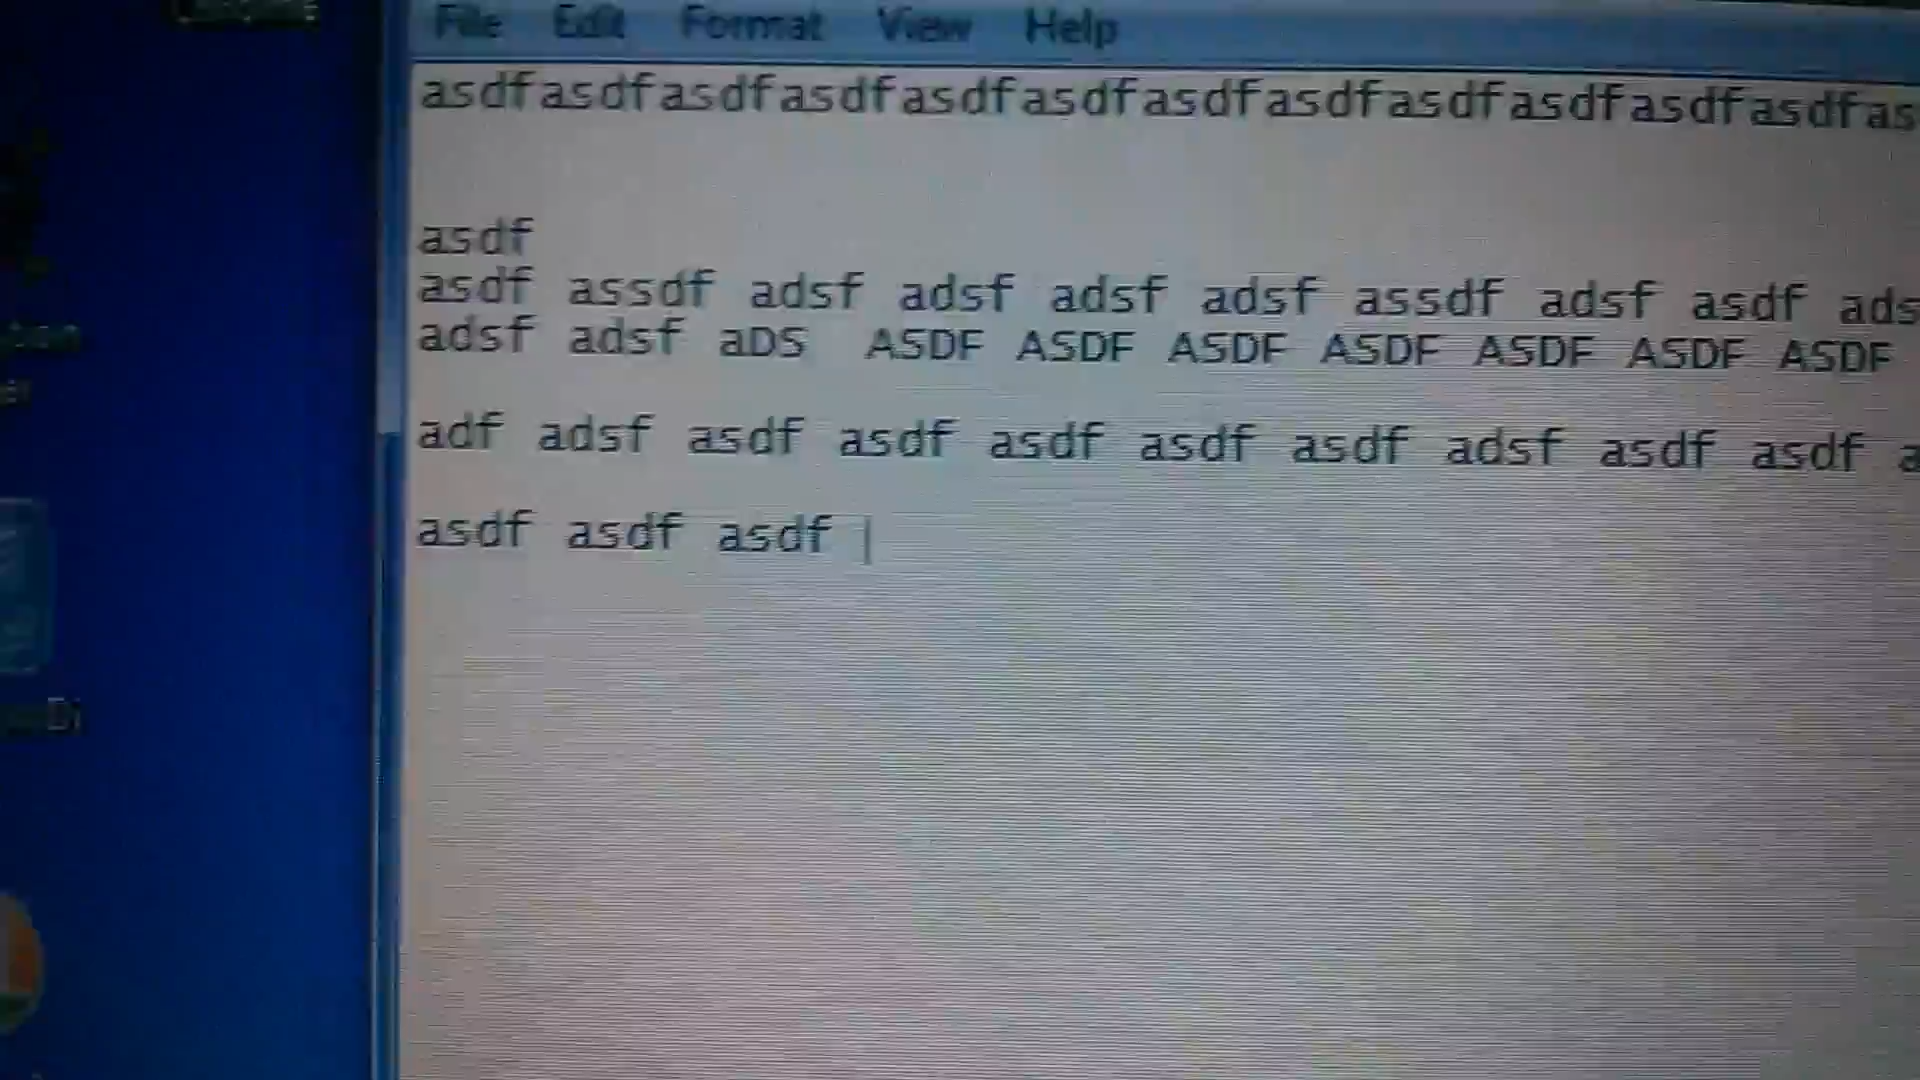 File Edit Format View Help
asdfasdfasdfasdfasdfasdfasdfasdfasdfasdfasdfasdfas
asdf
asdf assdf adsf adsf adsf adsf assdf adsf asdf ads
adsf adsf aDS  ASDF ASDF ASDF ASDF ASDF ASDF ASDF
adf adsf asdf asdf asdf asdf asdf adsf asdf asdf a
asdf asdf asdf